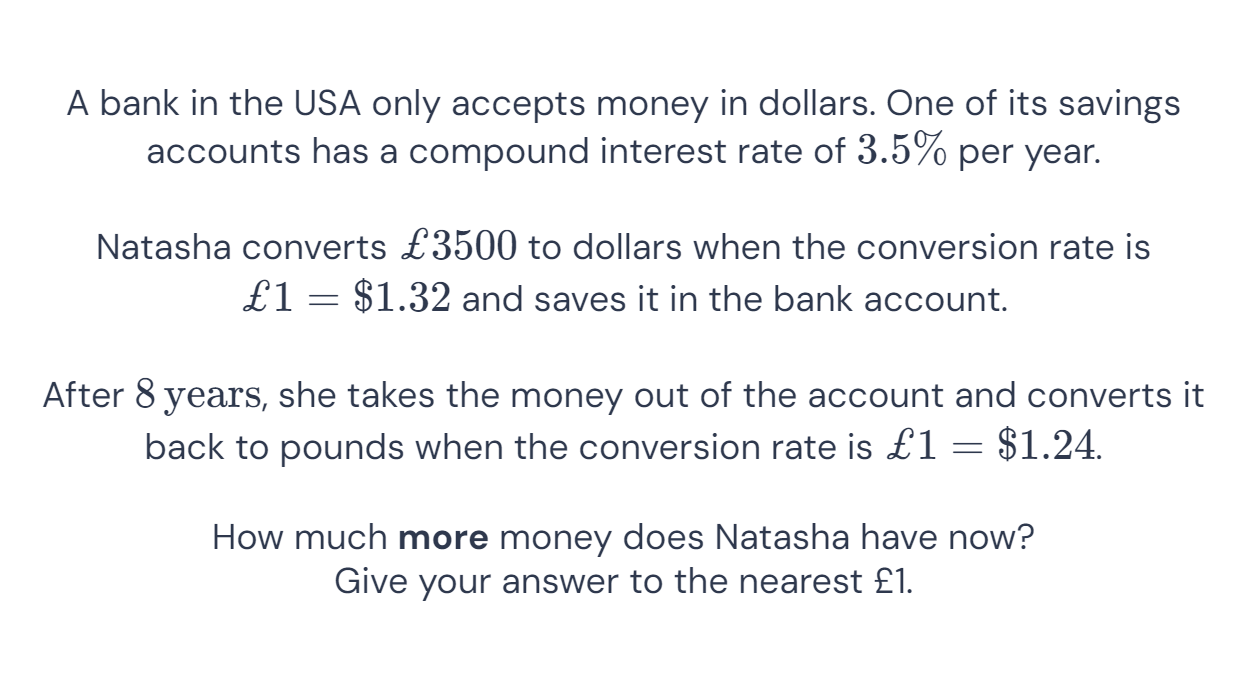 A bank in the USA only accepts money in dollars. One of its savings
accounts has a compound interest rate of 3.5% per year.
Natasha converts £3500 to dollars when the conversion rate is
£1 = $1.32 and saves it in the bank account.
After 8 years, she takes the money out of the account and converts it
back to pounds when the conversion rate is £1 = $1.24.
How much more money does Natasha have now?
Give your answer to the nearest £1.